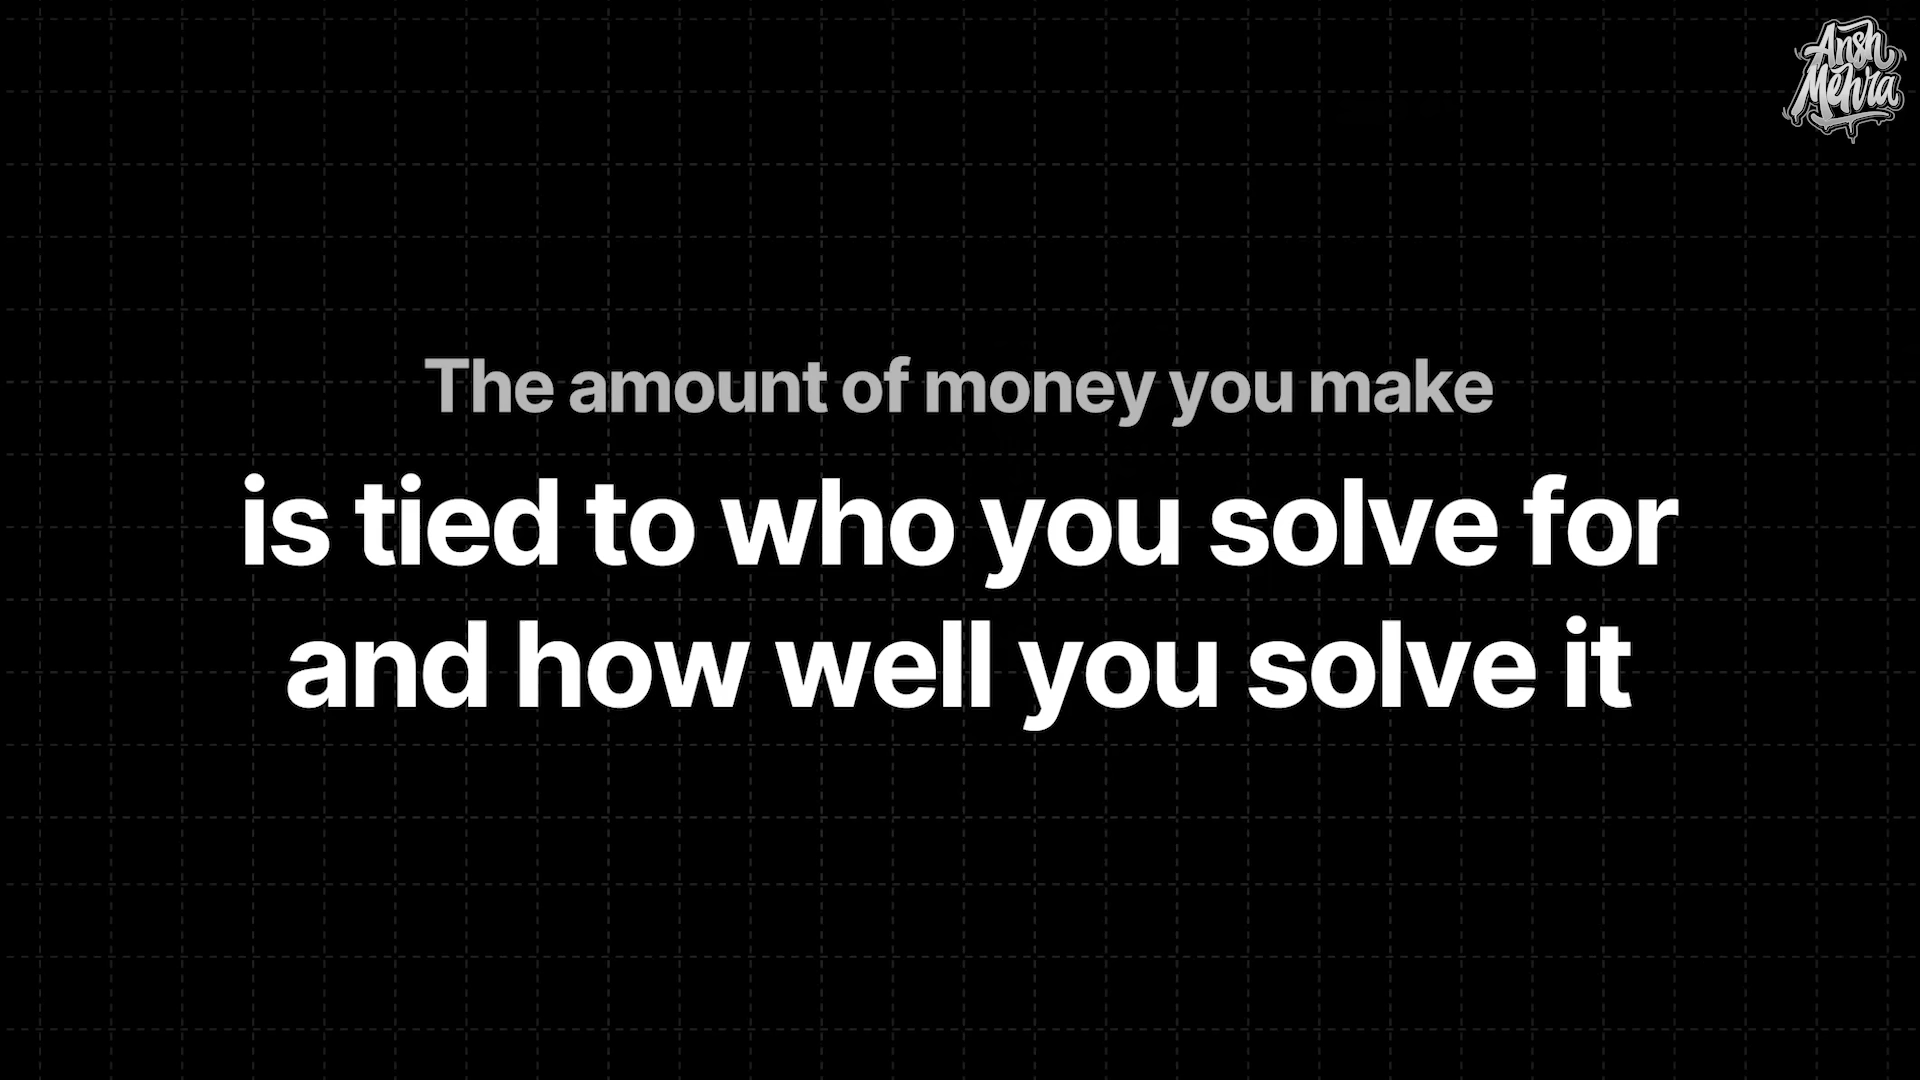 Ansh
Mehra
The amount of money you make
is tied to who you solve for
and how well you solve it